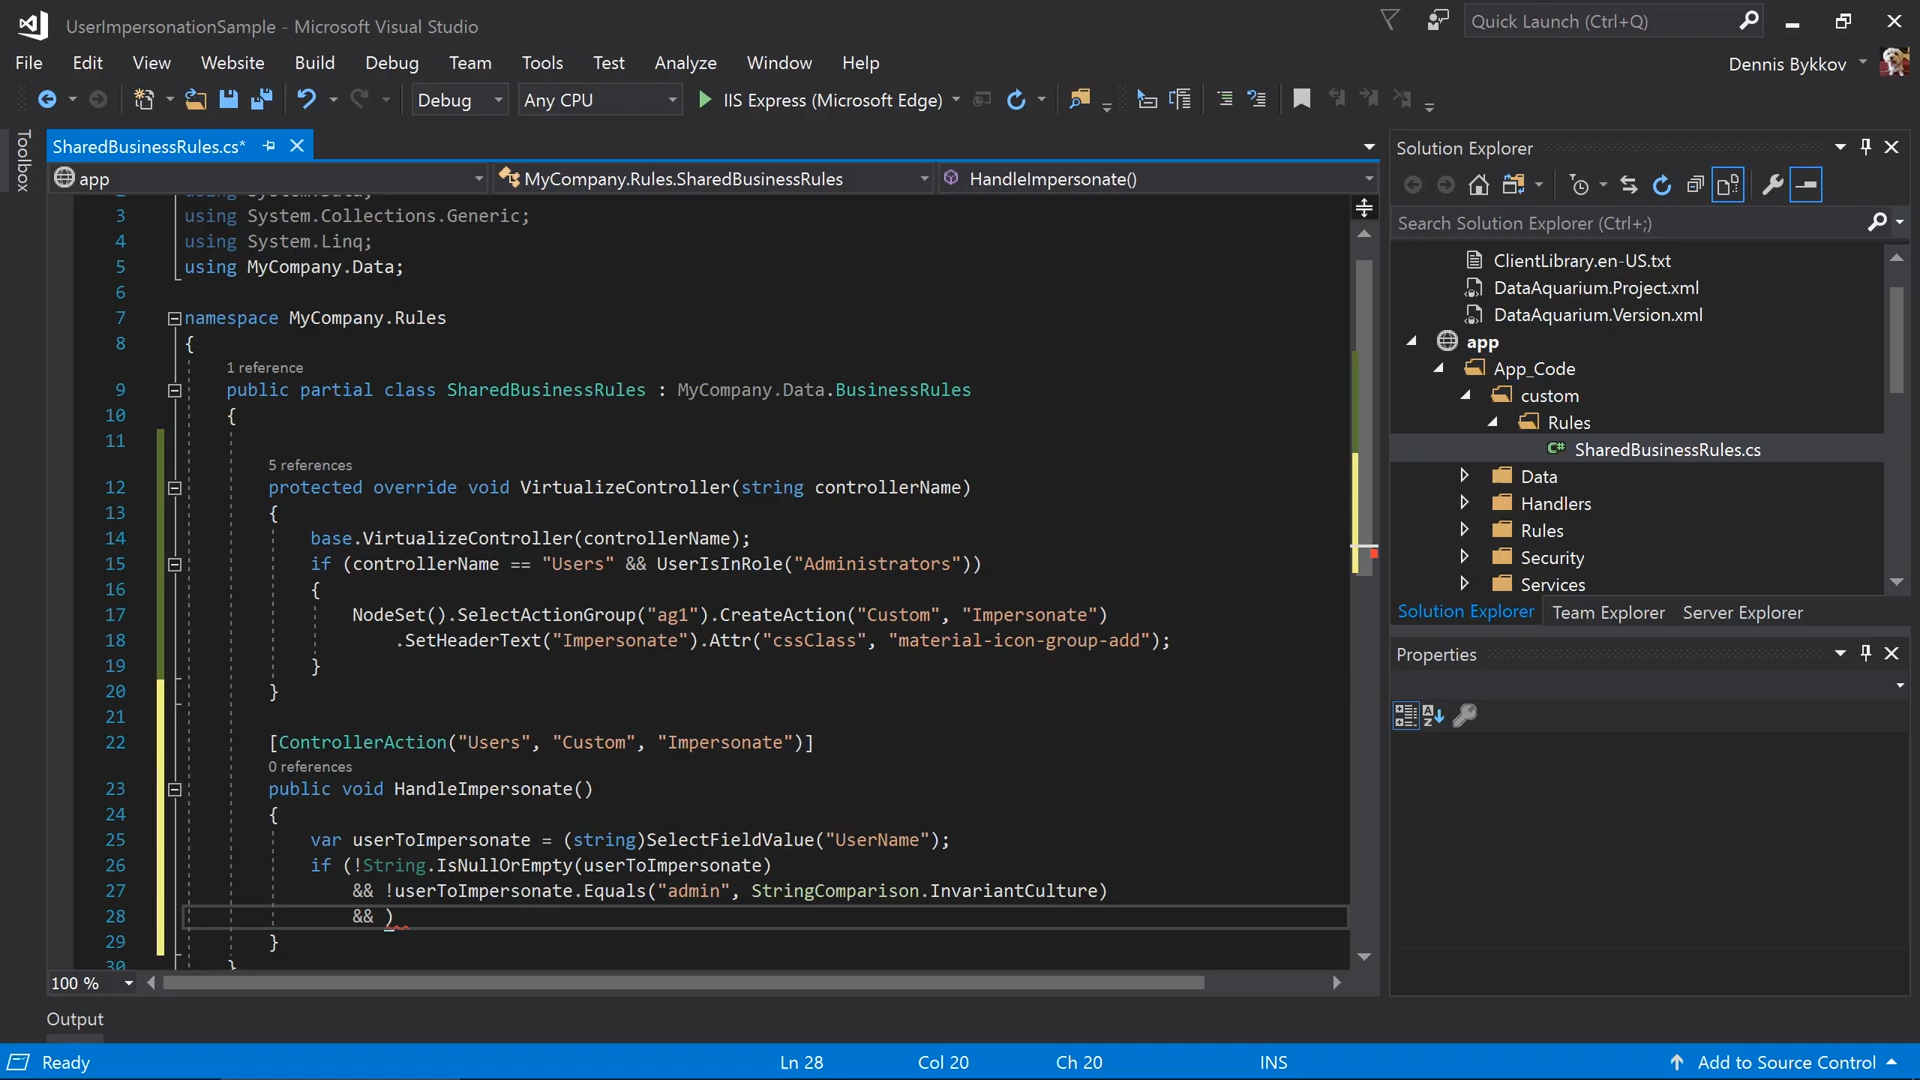 UserImpersonationSample - Microsoft Visual Studio
Quick Launch (Ctrl+Q)
File Edit View Website Build Debug Team Tools Test Analyze Window Help
Dennis Bykkov
Debug Any CPU IIS Express (Microsoft Edge)
Toolbox
SharedBusinessRules.cs*
app MyCompany.Rules.SharedBusinessRules HandleImpersonate()
2 using System.Data;
3 using System.Collections.Generic;
4 using System.Linq;
5 using MyCompany.Data;
6
7 namespace MyCompany.Rules
8 {
1 reference
9 public partial class SharedBusinessRules : MyCompany.Data.BusinessRules
10 {
11
5 references
12 protected override void VirtualizeController(string controllerName)
13 {
14 base.VirtualizeController(controllerName);
15 if (controllerName == "Users" && UserIsInRole("Administrators"))
16 {
17 NodeSet().SelectActionGroup("ag1").CreateAction("Custom", "Impersonate")
18 .SetHeaderText("Impersonate").Attr("cssClass", "material-icon-group-add");
19 }
20 }
21
22 [ControllerAction("Users", "Custom", "Impersonate")]
0 references
23 public void HandleImpersonate()
24 {
25 var userToImpersonate = (string)SelectFieldValue("UserName");
26 if (!String.IsNullOrEmpty(userToImpersonate)
27 && !userToImpersonate.Equals("admin", StringComparison.InvariantCulture)
28 && )
29 }
30 }
100 %
Output
Solution Explorer
Search Solution Explorer (Ctrl+;)
ClientLibrary.en-US.txt
DataAquarium.Project.xml
DataAquarium.Version.xml
app
App_Code
custom
Rules
C# SharedBusinessRules.cs
Data
Handlers
Rules
Security
Services
Solution Explorer Team Explorer Server Explorer
Properties
Ready Ln 28 Col 20 Ch 20 INS Add to Source Control